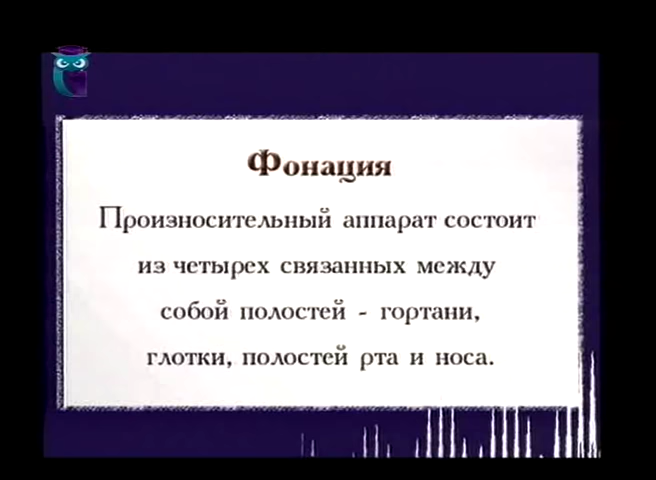 Фонация
Произносительный аппарат состоит
из четырех связанных между
собой полостей - гортани,
глотки, полостей рта и носа.